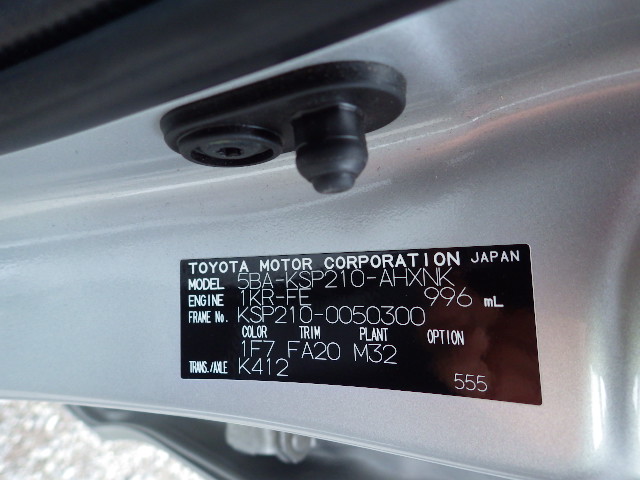 TOYOTA MOTOR CORPORATION JAPAN
MODEL 5BA-KSP210-AHXNK
ENGINE 1KR-FE 996 mL
FRAME No. KSP210-0050300
COLOR TRIM PLANT OPTION
1F7 FA20 M32
TRANS./AXLE K412
555